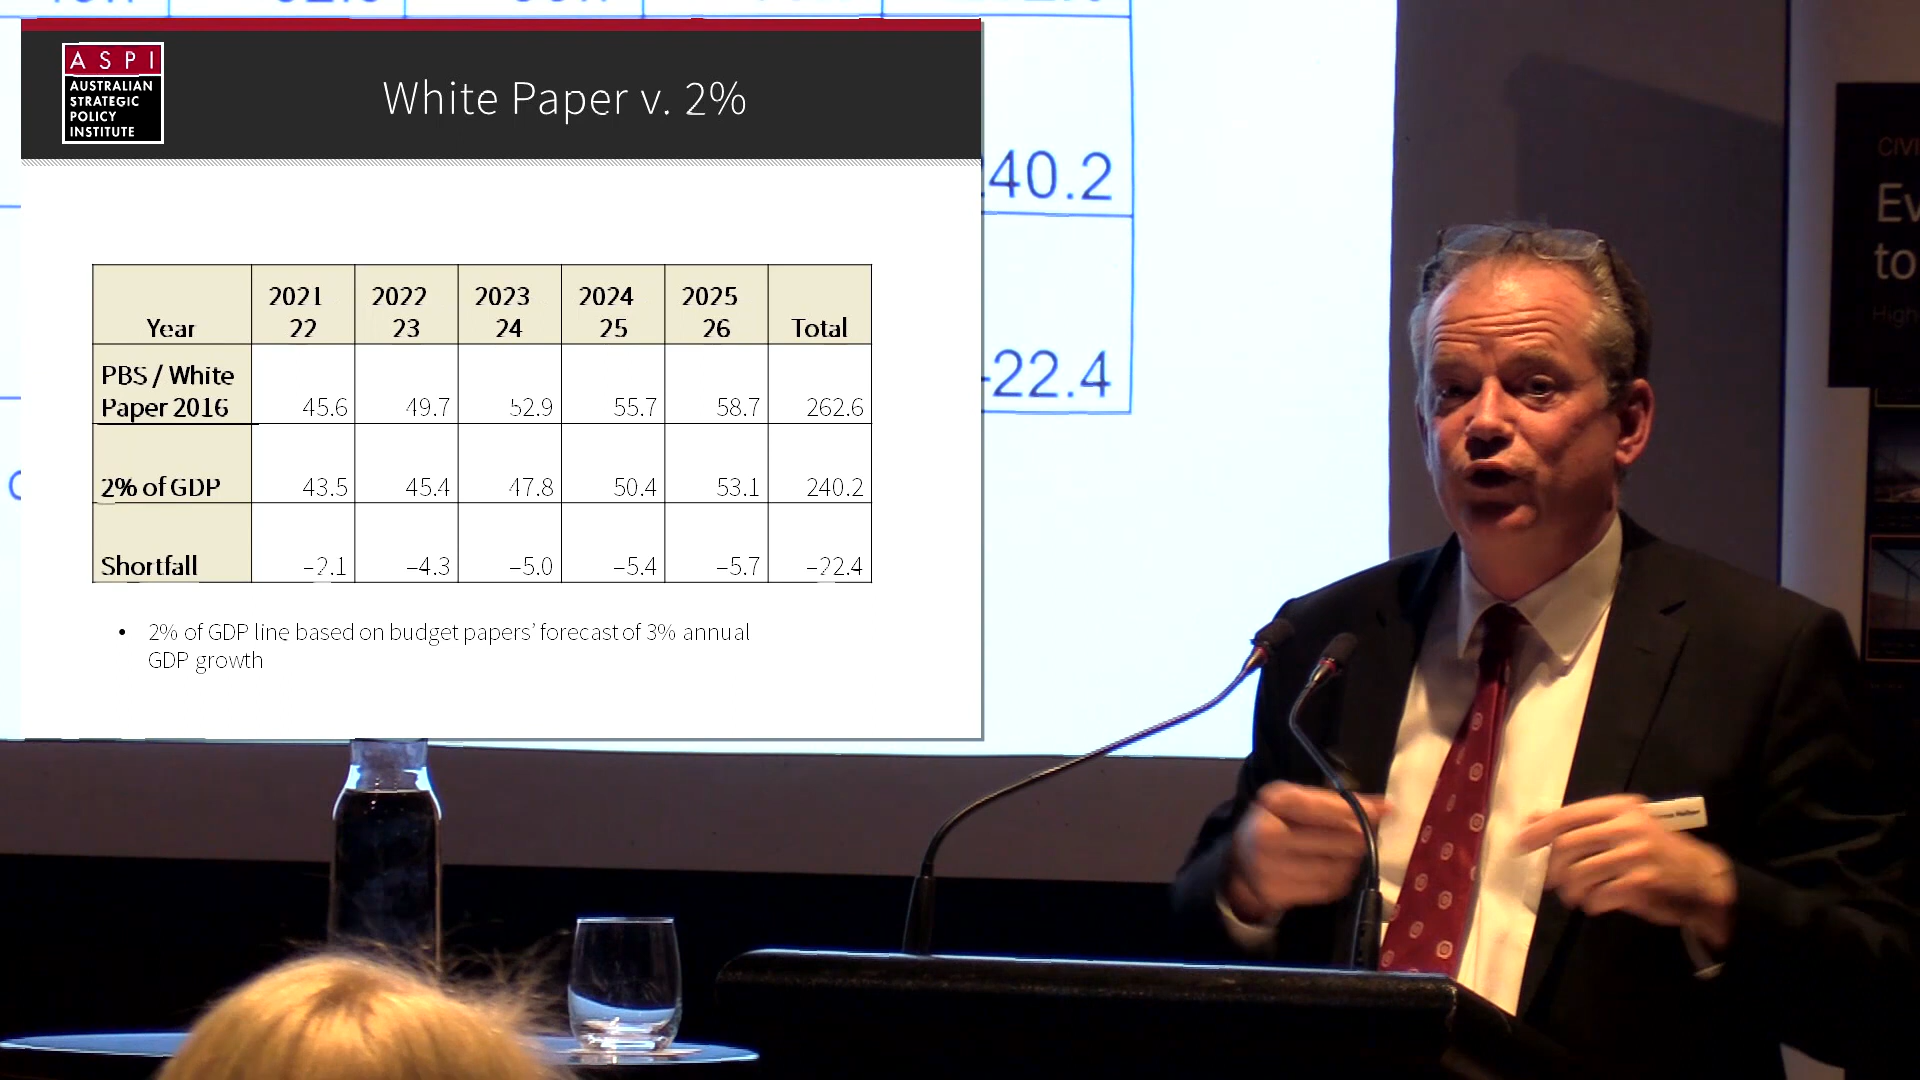 ASPI
AUSTRALIAN
STRATEGIC
POLICY
INSTITUTE
White Paper v. 2%
Year 2021 22 2022 23 2023 24 2024 25 2025 26 Total
PBS / White
Paper 2016 45.6 49.7 52.9 55.7 58.7 262.6
2% of GDP 43.5 45.4 47.8 50.4 53.1 240.2
Shortfall –2.1 –4.3 –5.0 –5.4 –5.7 –22.4
• 2% of GDP line based on budget papers’ forecast of 3% annual
GDP growth
40.2
-22.4
CIVI
Ev
to
High